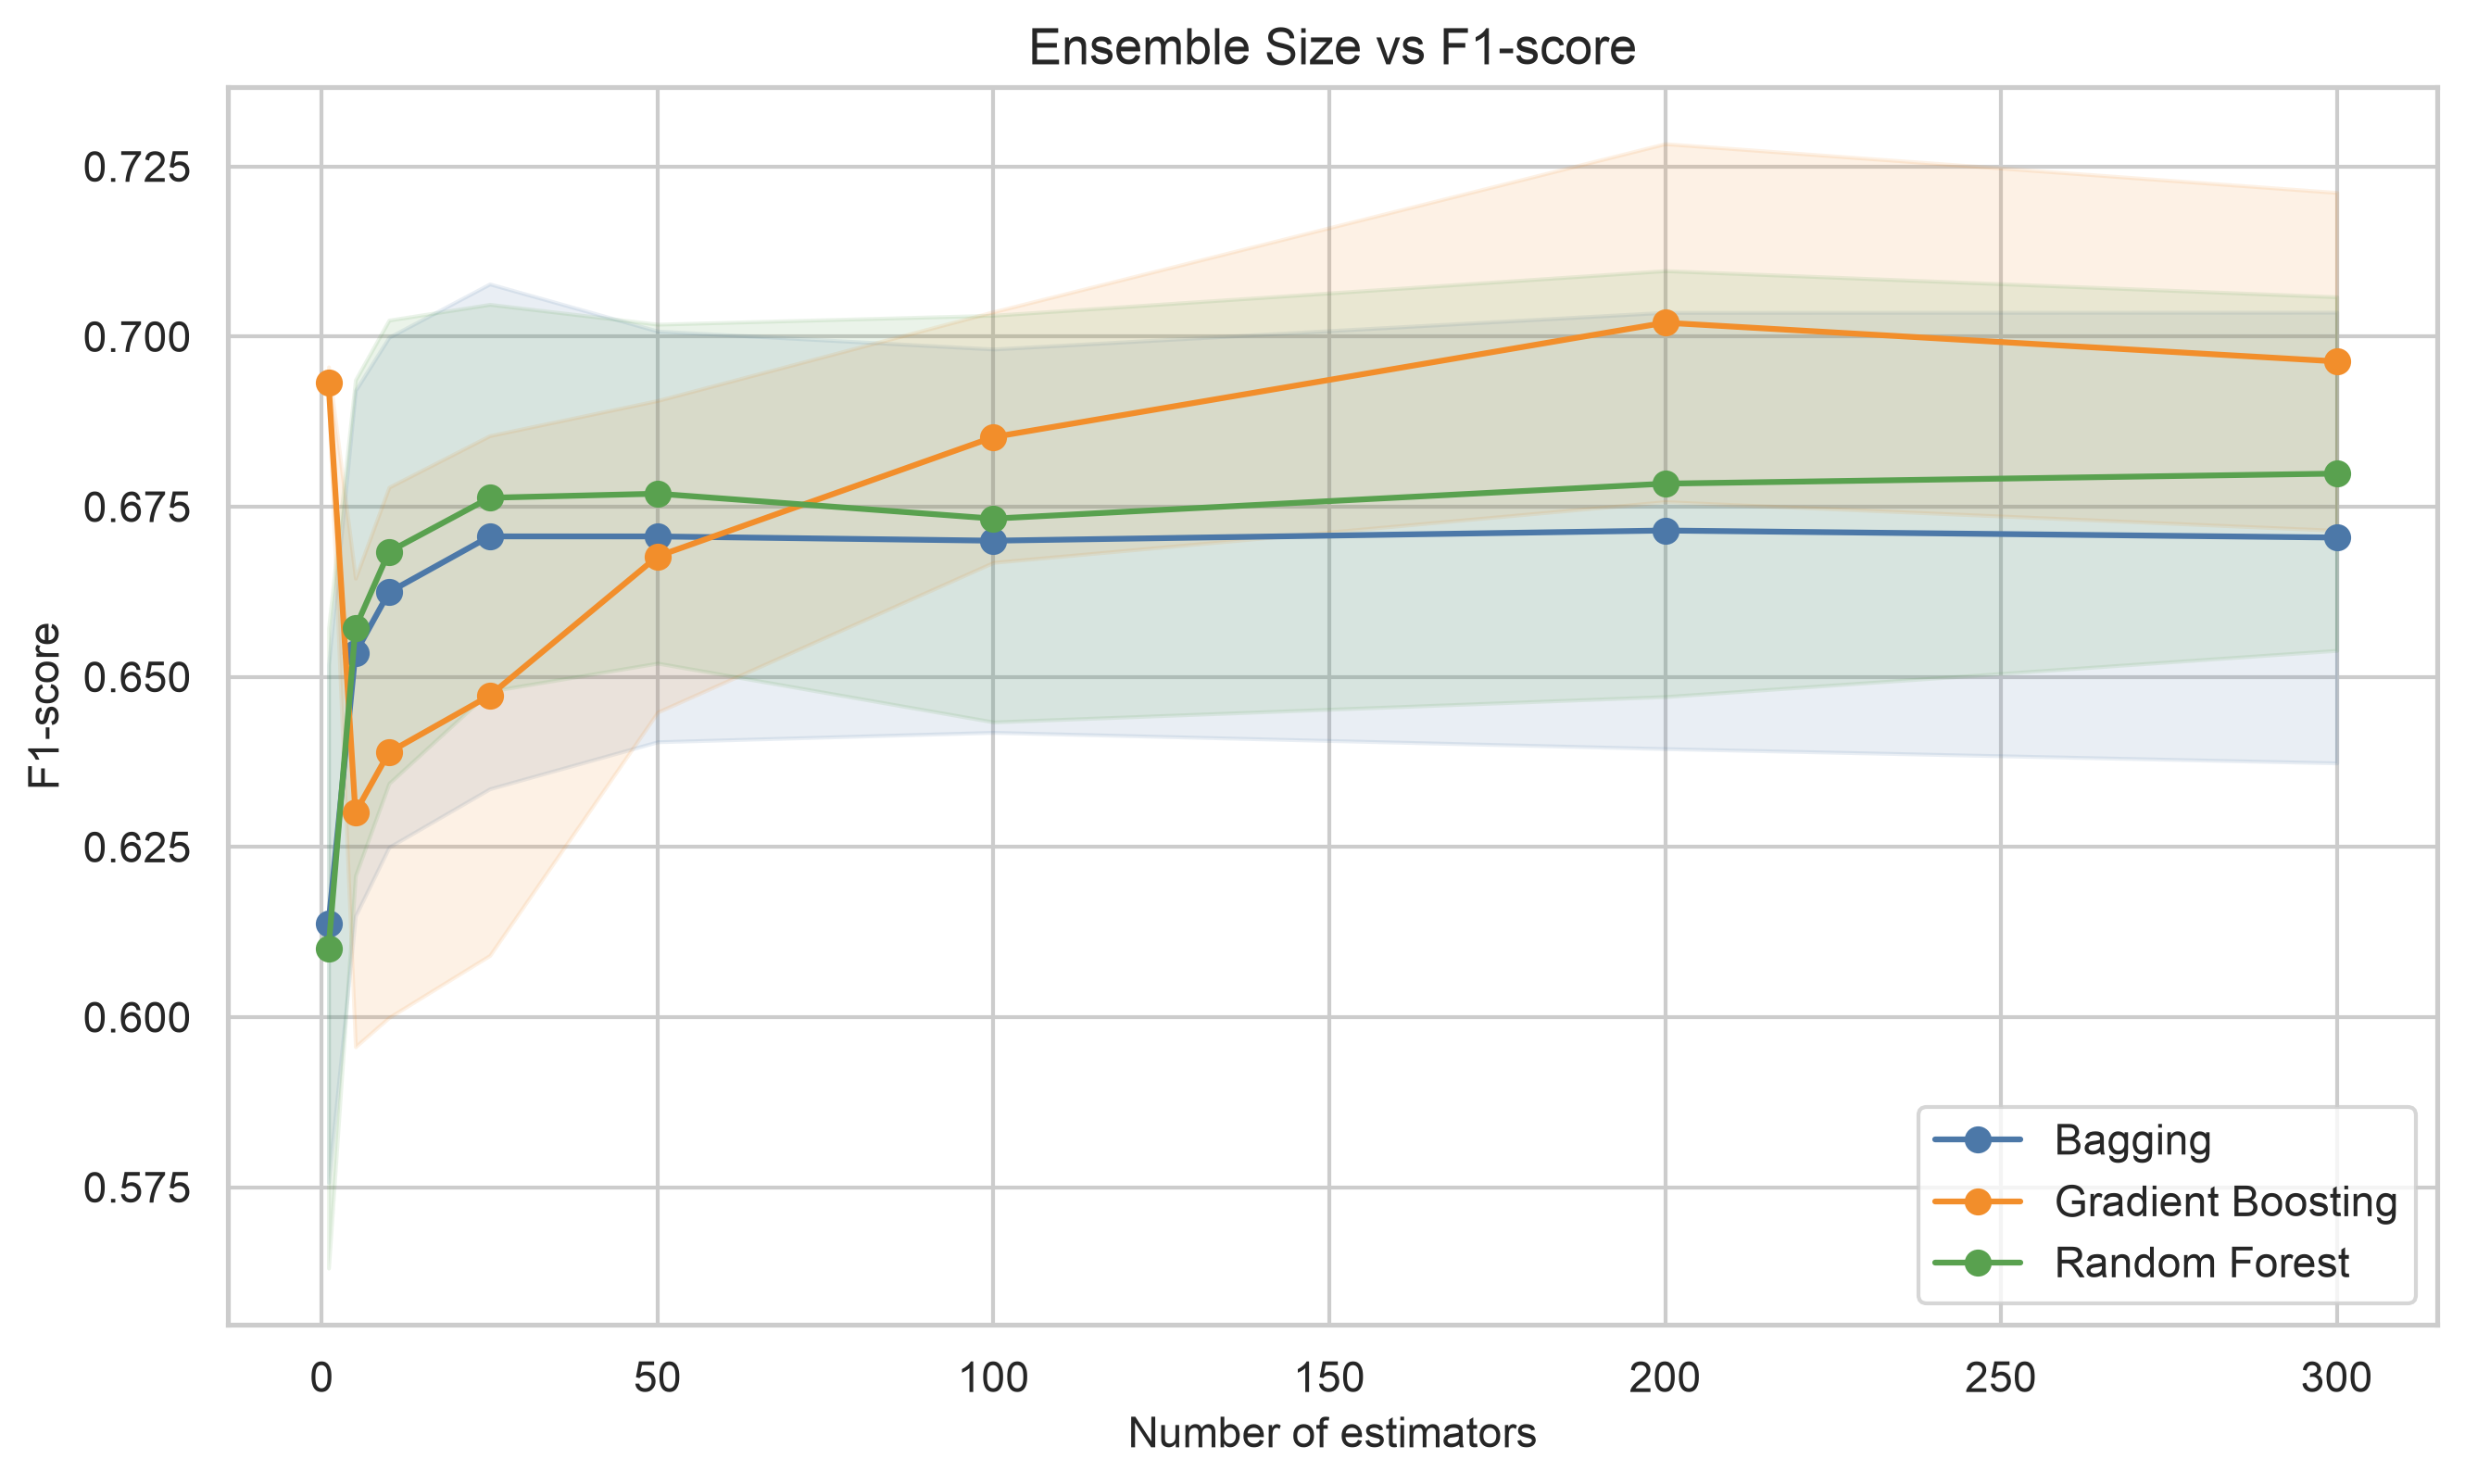 Ensemble Size vs F1-score
F1-score
0.725
0.700
0.675
0.650
0.625
0.600
0.575
0 50 100 150 200 250 300
Number of estimators
Bagging
Gradient Boosting
Random Forest